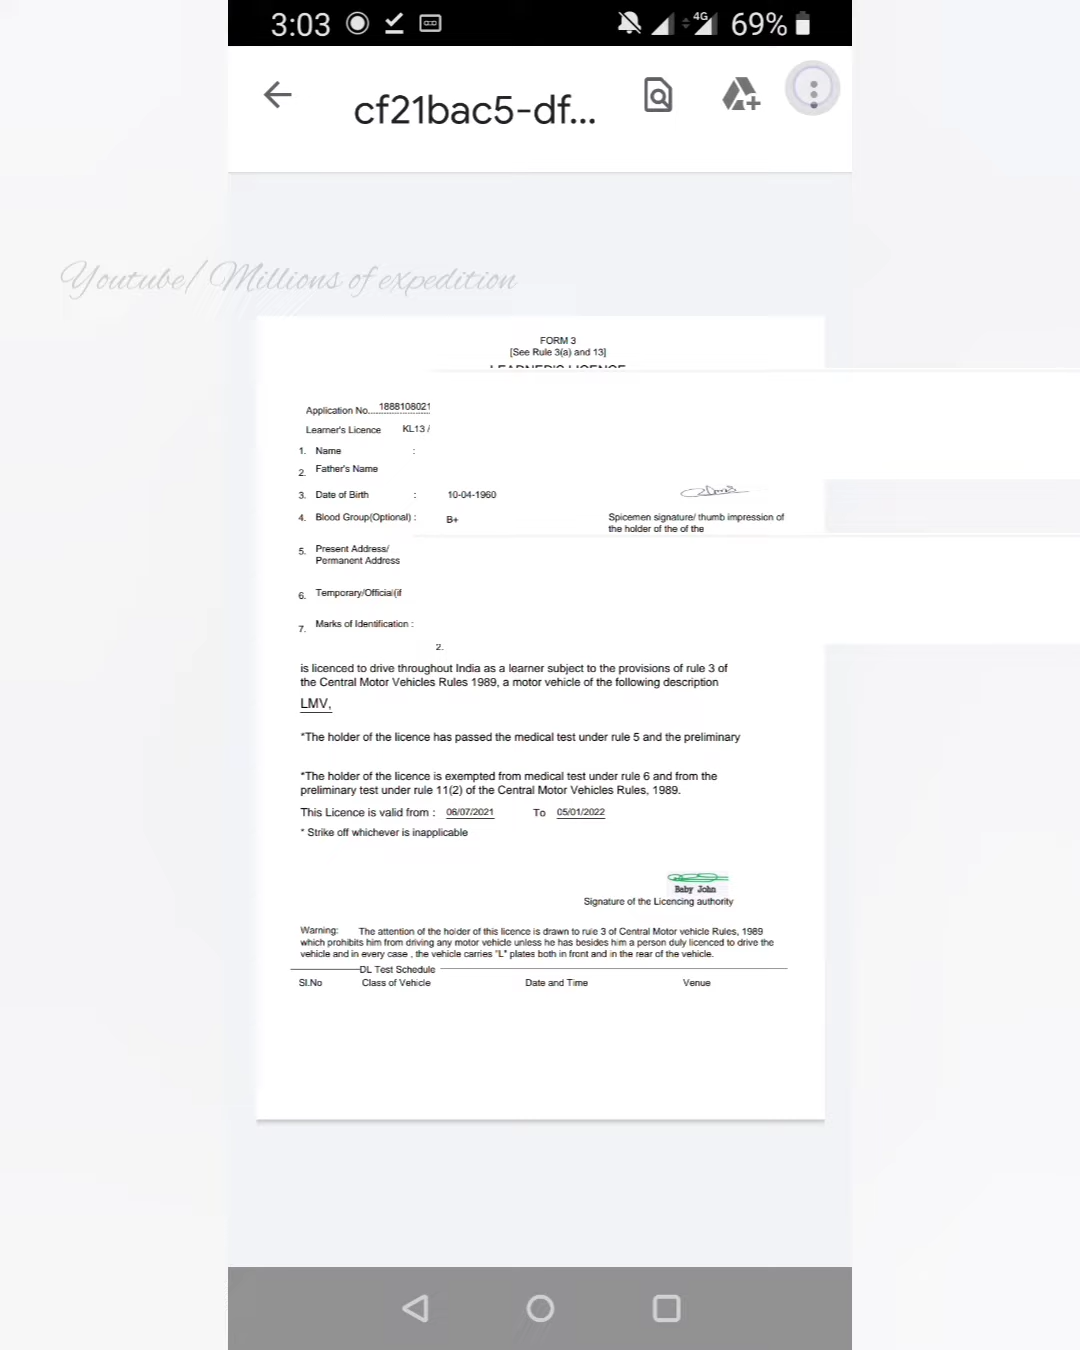 3:03 4G 69%
cf21bac5-df...
Youtube/ Millions of expedition
FORM 3
[See Rule 3(a) and 13]
LEARNER'S LICENCE
Application No.... 1888108021
Learner's Licence KL13 /
1. Name :
2. Father's Name
3. Date of Birth : 10-04-1960
4. Blood Group(Optional) : B+
Spicemen signature/ thumb impression of
the holder of the of the
5. Present Address/
Permanent Address
6. Temporary/Official(if
7. Marks of Identification :
2.
is licenced to drive throughout India as a learner subject to the provisions of rule 3 of
the Central Motor Vehicles Rules 1989, a motor vehicle of the following description
LMV,
*The holder of the licence has passed the medical test under rule 5 and the preliminary
*The holder of the licence is exempted from medical test under rule 6 and from the
preliminary test under rule 11(2) of the Central Motor Vehicles Rules, 1989.
This Licence is valid from : 06/07/2021 To 05/01/2022
* Strike off whichever is inapplicable
Baby John
Signature of the Licencing authority
Warning: The attention of the holder of this licence is drawn to rule 3 of Central Motor vehicle Rules, 1989
which prohibits him from driving any motor vehicle unless he has besides him a person duly licenced to drive the
vehicle and in every case , the vehicle carries "L" plates both in front and in the rear of the vehicle.
DL Test Schedule
Sl.No Class of Vehicle Date and Time Venue